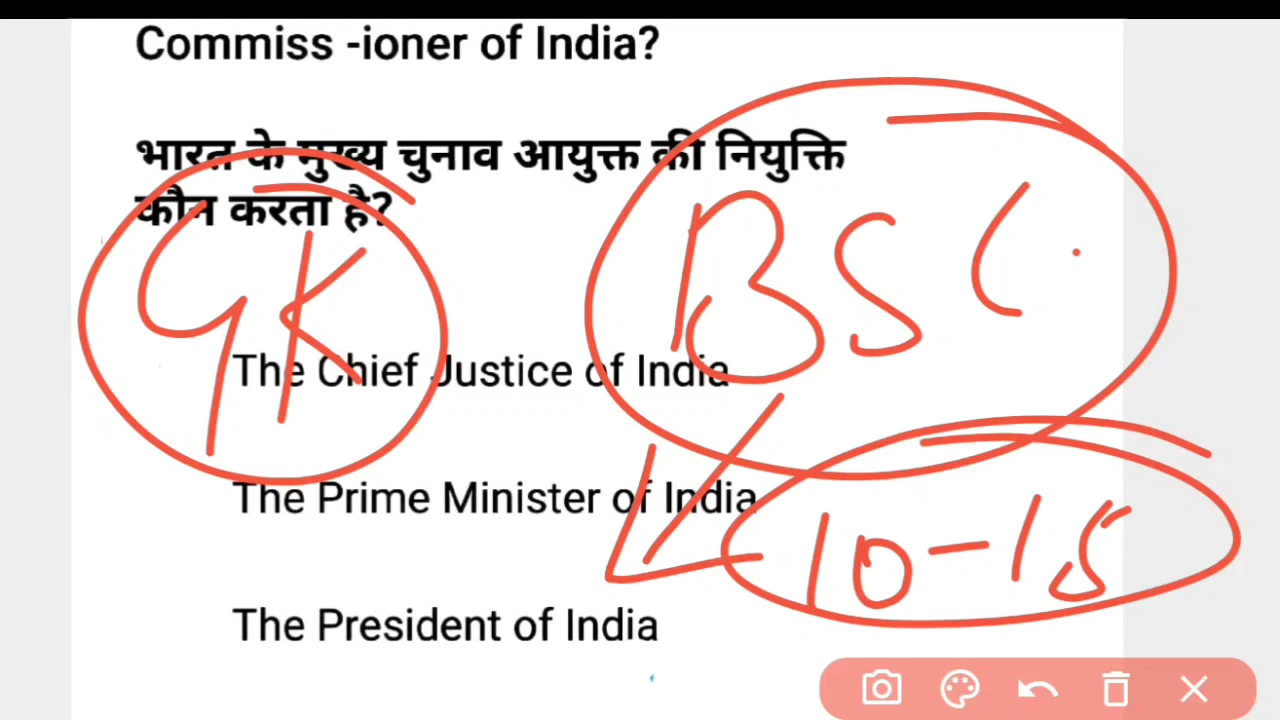 Commiss -ioner of India?
भारत के मुख्य चुनाव आयुक्त की नियुक्ति
कौन करता है?
GK
BSC
The Chief Justice of India
The Prime Minister of India
10-15
The President of India